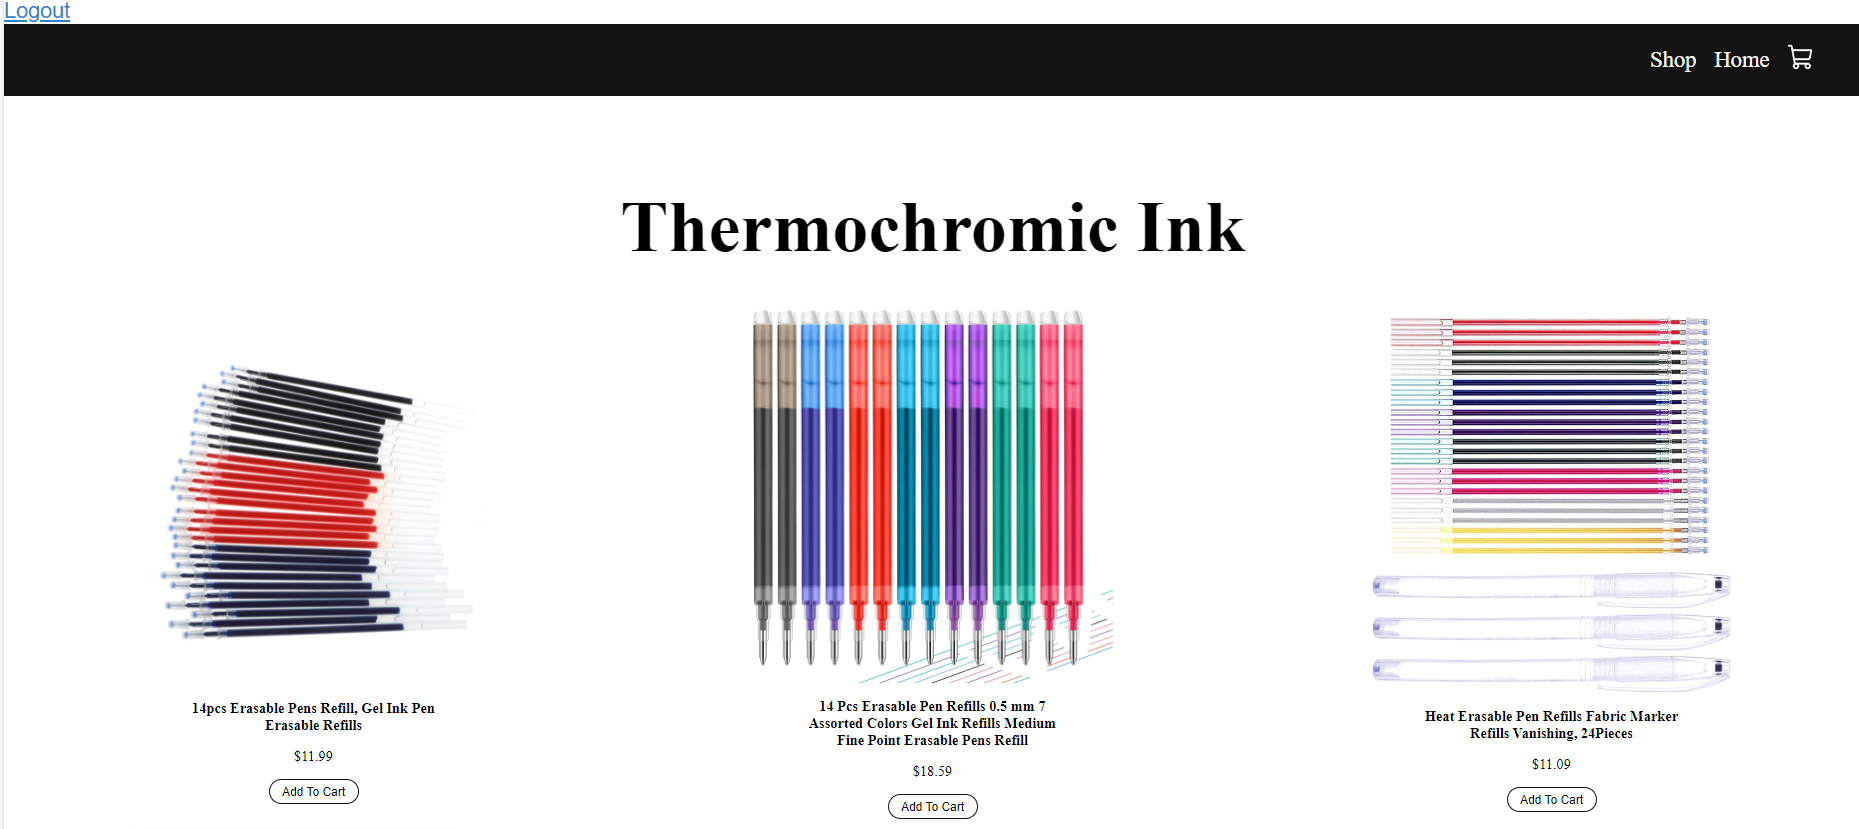 Logout
Shop Home
Thermochromic Ink
14pcs Erasable Pens Refill, Gel Ink Pen
Erasable Refills
$11.99
Add To Cart
14 Pcs Erasable Pen Refills 0.5 mm 7
Assorted Colors Gel Ink Refills Medium
Fine Point Erasable Pens Refill
$18.59
Add To Cart
Heat Erasable Pen Refills Fabric Marker
Refills Vanishing, 24Pieces
$11.09
Add To Cart